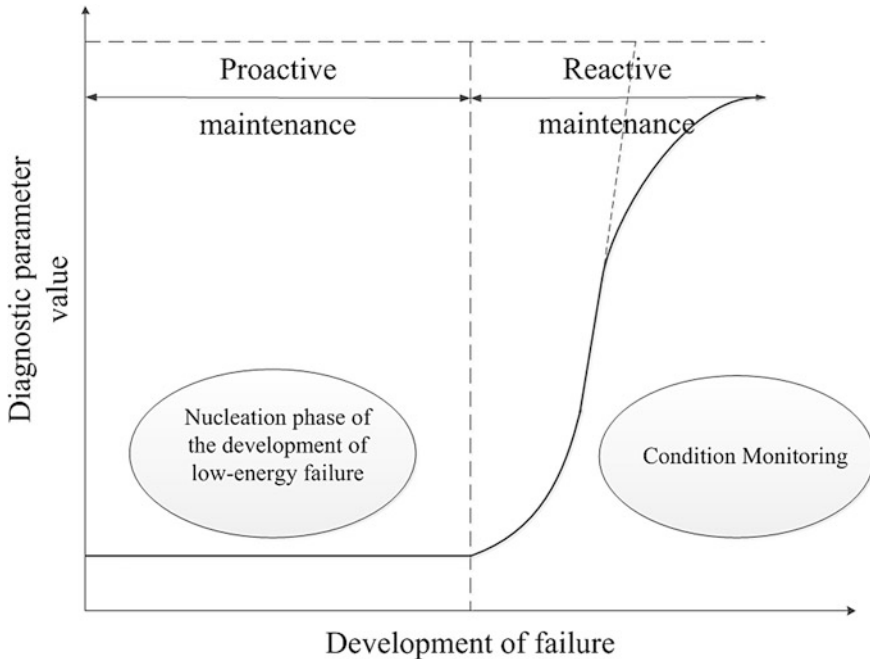 Proactive
maintenance
Reactive
maintenance
Diagnostic parameter
value
Nucleation phase of
the development of
low-energy failure
Condition Monitoring
Development of failure